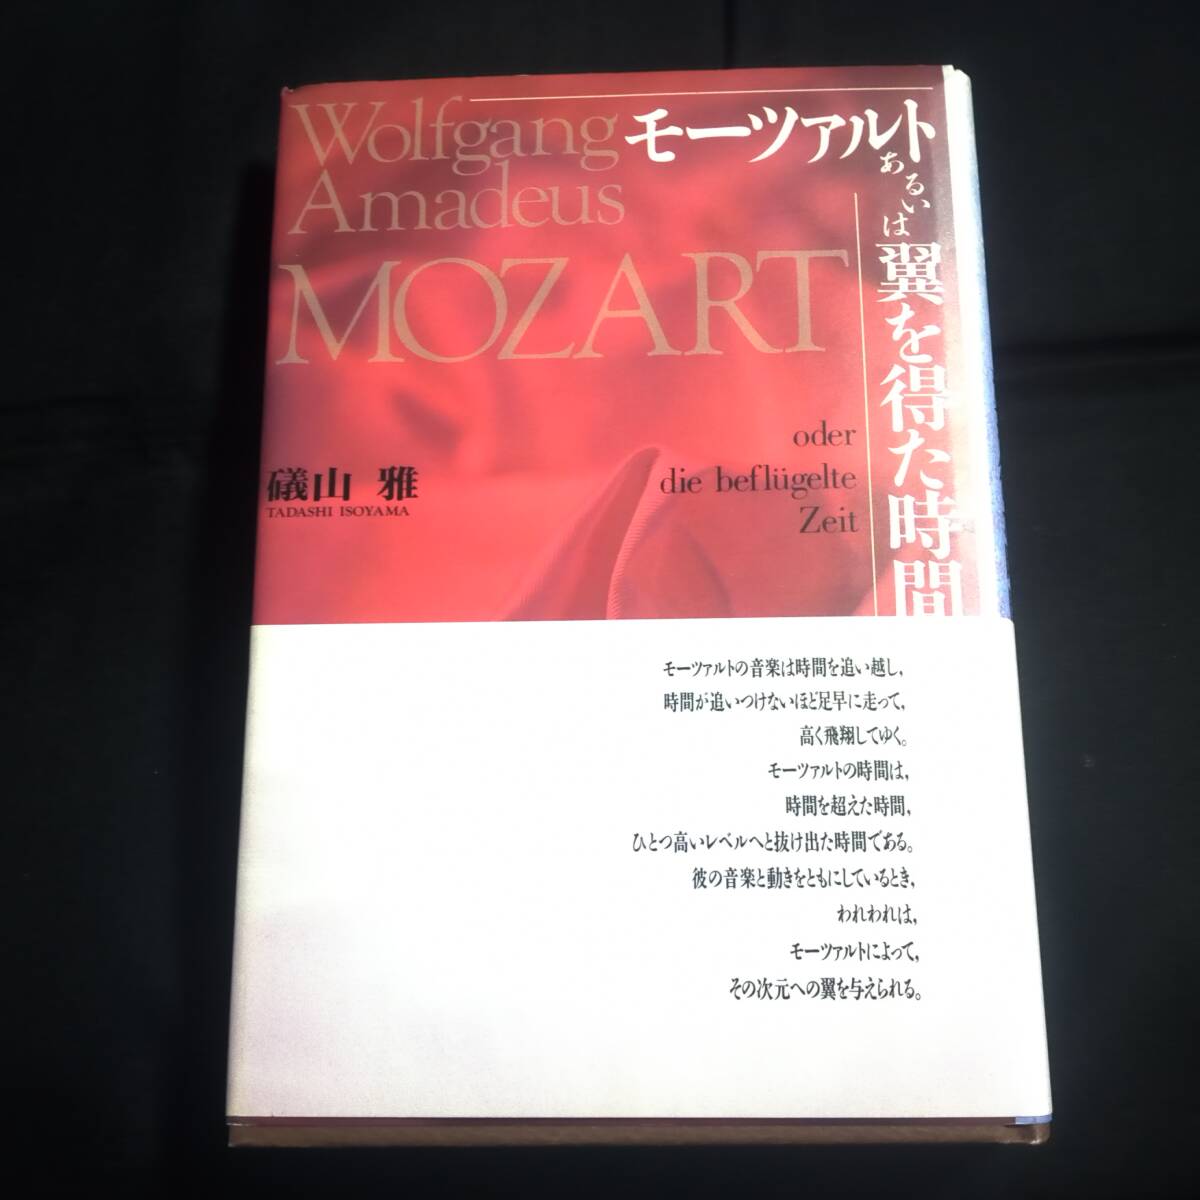 Wolfgang
Amadeus
MOZART
モーツァルト
あるいは
翼を得た時間
oder
die beflügelte
Zeit
礒山 雅
TADASHI ISOYAMA
モーツァルトの音楽は時間を追い越し,
時間が追いつけないほど足早に走って,
高く飛翔してゆく。
モーツァルトの時間は,
時間を超えた時間,
ひとつ高いレベルへと抜け出た時間である。
彼の音楽と動きをともにしているとき,
われわれは,
モーツァルトによって,
その次元への翼を与えられる。